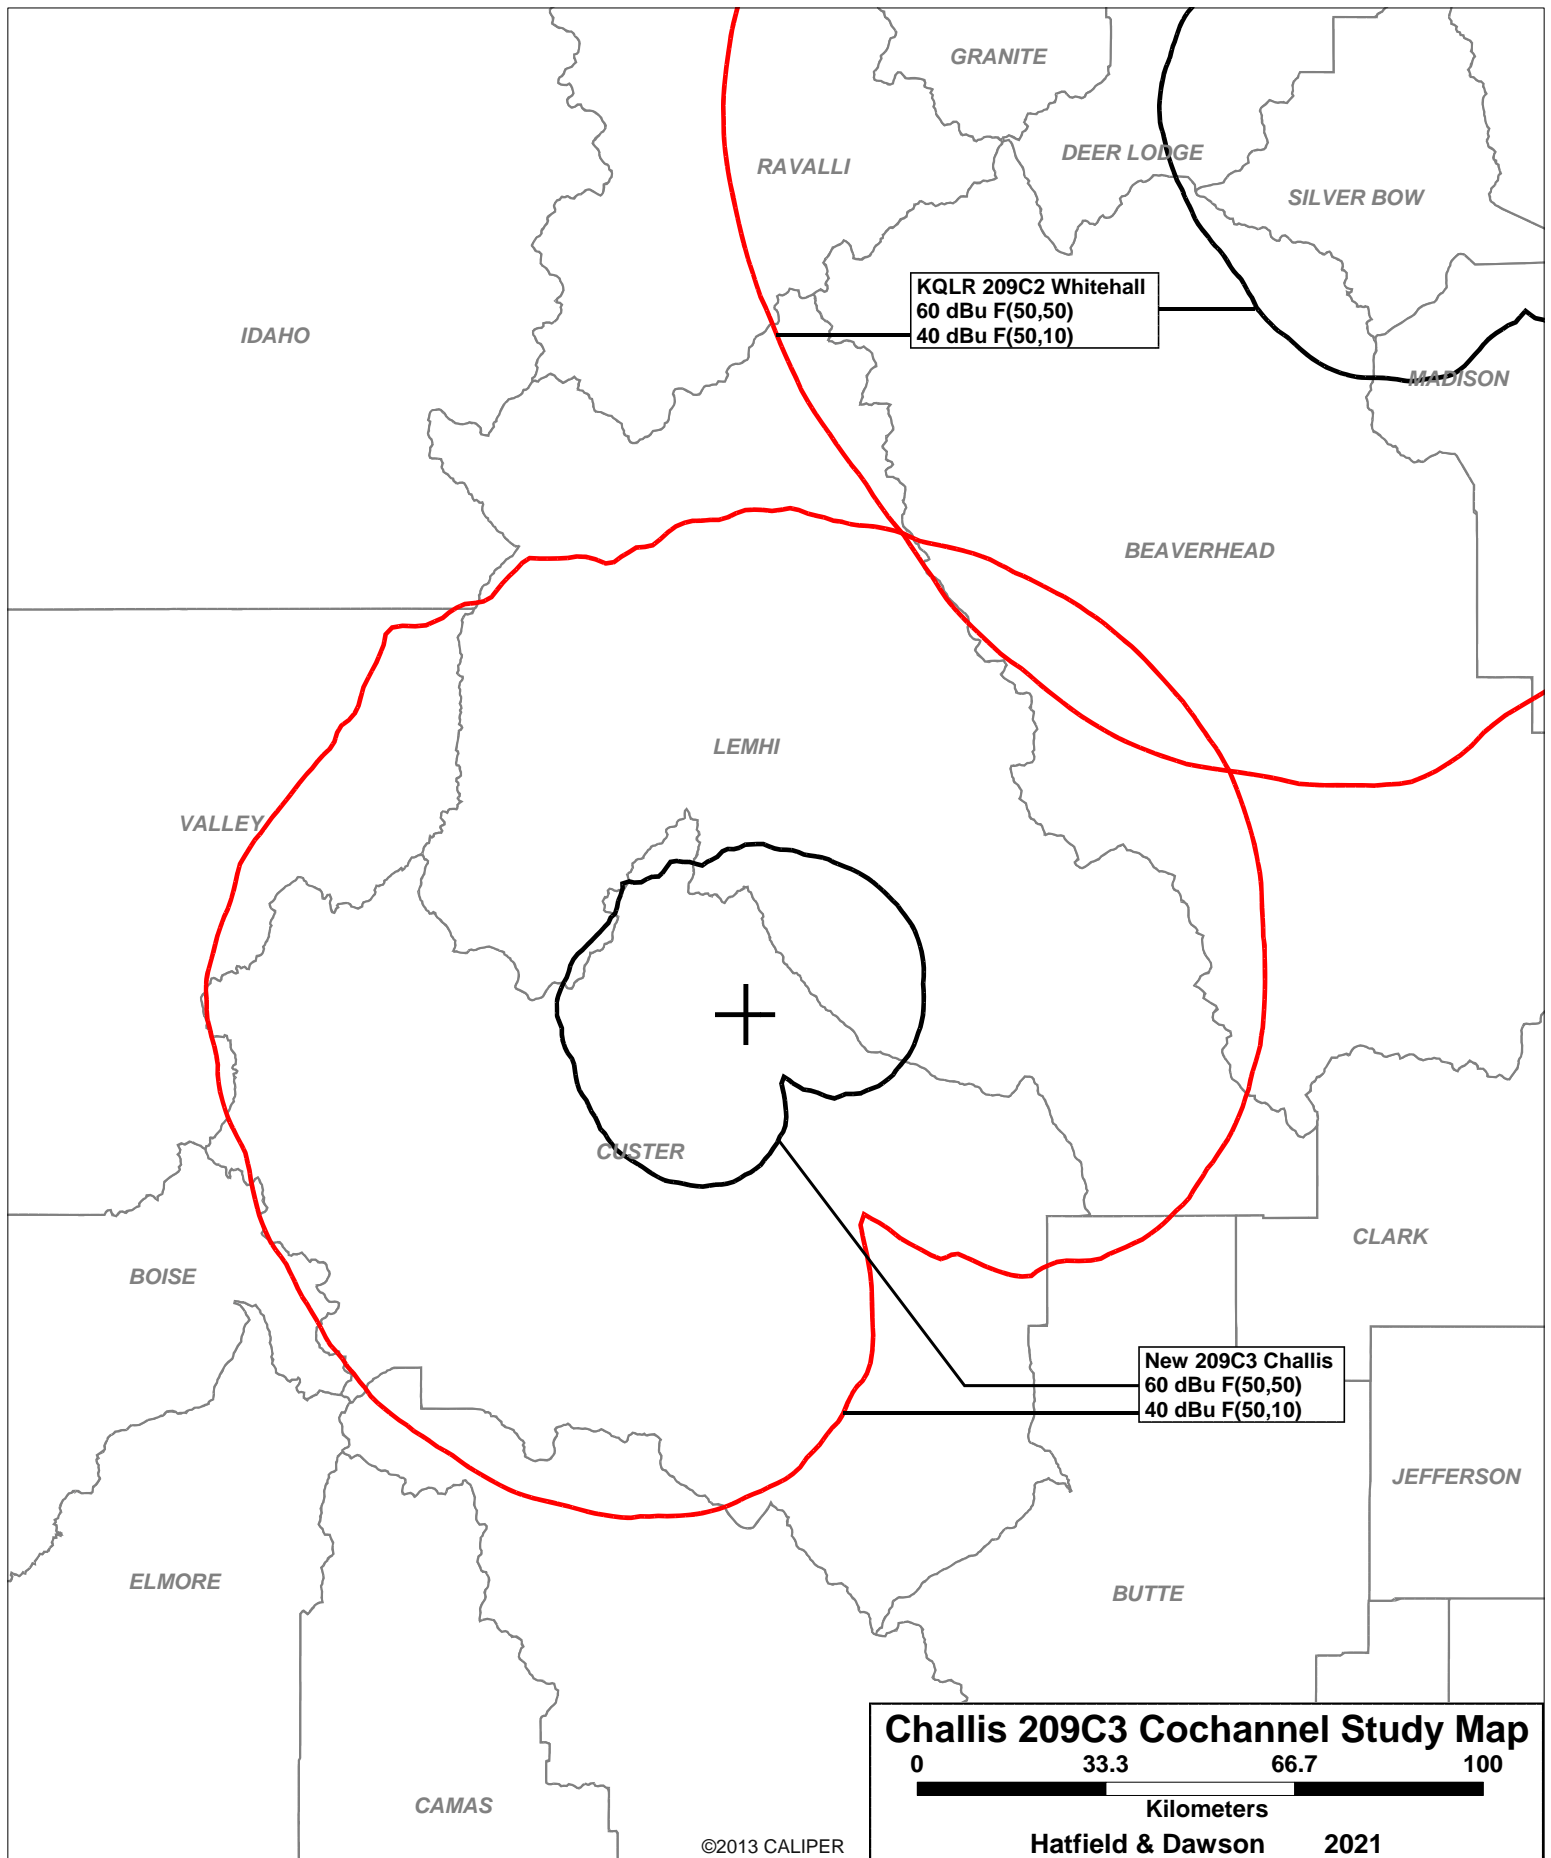 GRANITE
DEER LODGE
RAVALLI
SILVER BOW
KQLR 209C2 Whitehall
60 dBu F(50,50)
40 dBu F(50,10)
IDAHO
MADISON
BEAVERHEAD
LEMHI
VALLEY
CUSTER
CLARK
BOISE
New 209C3 Challis
60 dBu F(50,50)
40 dBu F(50,10)
JEFFERSON
ELMORE
BUTTE
Challis 209C3 Cochannel Study Map
0 33.3 66.7 100
Kilometers
CAMAS
©2013 CALIPER
Hatfield & Dawson 2021